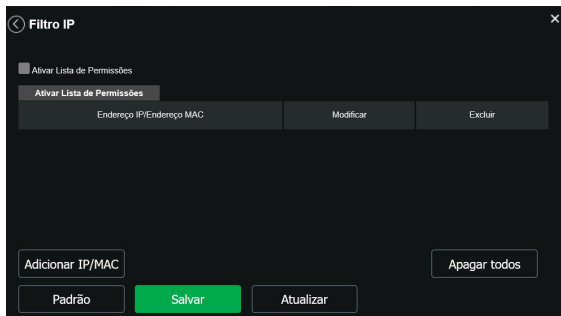 Filtro IP
Ativar Lista de Permissões
Ativar Lista de Permissões
Endereço IP/Endereço MAC Modificar Excluir
Adicionar IP/MAC Apagar todos
Padrão Salvar Atualizar